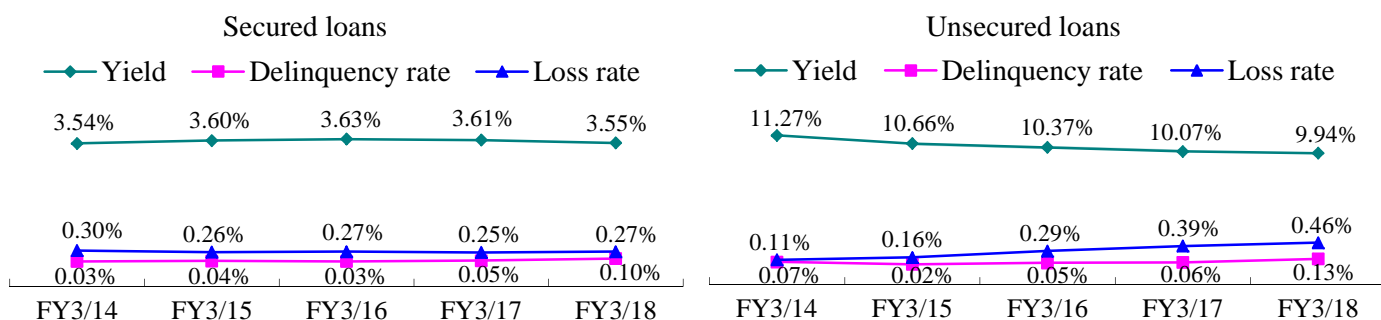 Secured loans
Yield Delinquency rate Loss rate
3.54% 3.60% 3.63% 3.61% 3.55%
0.30% 0.26% 0.27% 0.25% 0.27%
0.03% 0.04% 0.03% 0.05% 0.10%
FY3/14 FY3/15 FY3/16 FY3/17 FY3/18
Unsecured loans
Yield Delinquency rate Loss rate
11.27% 10.66% 10.37% 10.07% 9.94%
0.11% 0.16% 0.29% 0.39% 0.46%
0.07% 0.02% 0.05% 0.06% 0.13%
FY3/14 FY3/15 FY3/16 FY3/17 FY3/18